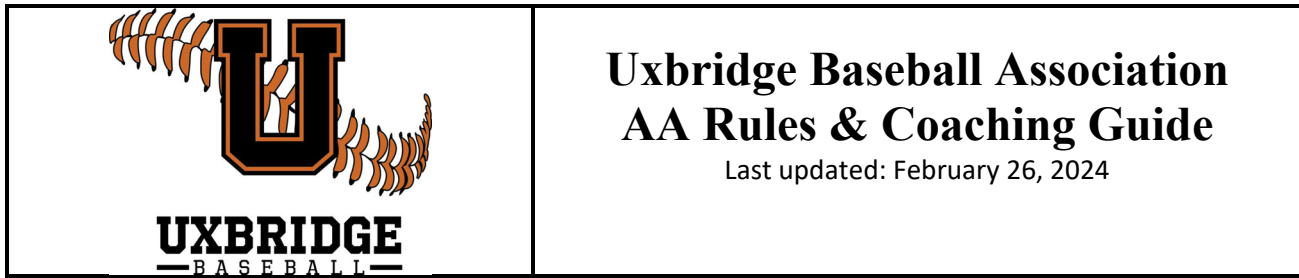 U
UXBRIDGE
BASEBALL
Uxbridge Baseball Association
AA Rules & Coaching Guide
Last updated: February 26, 2024